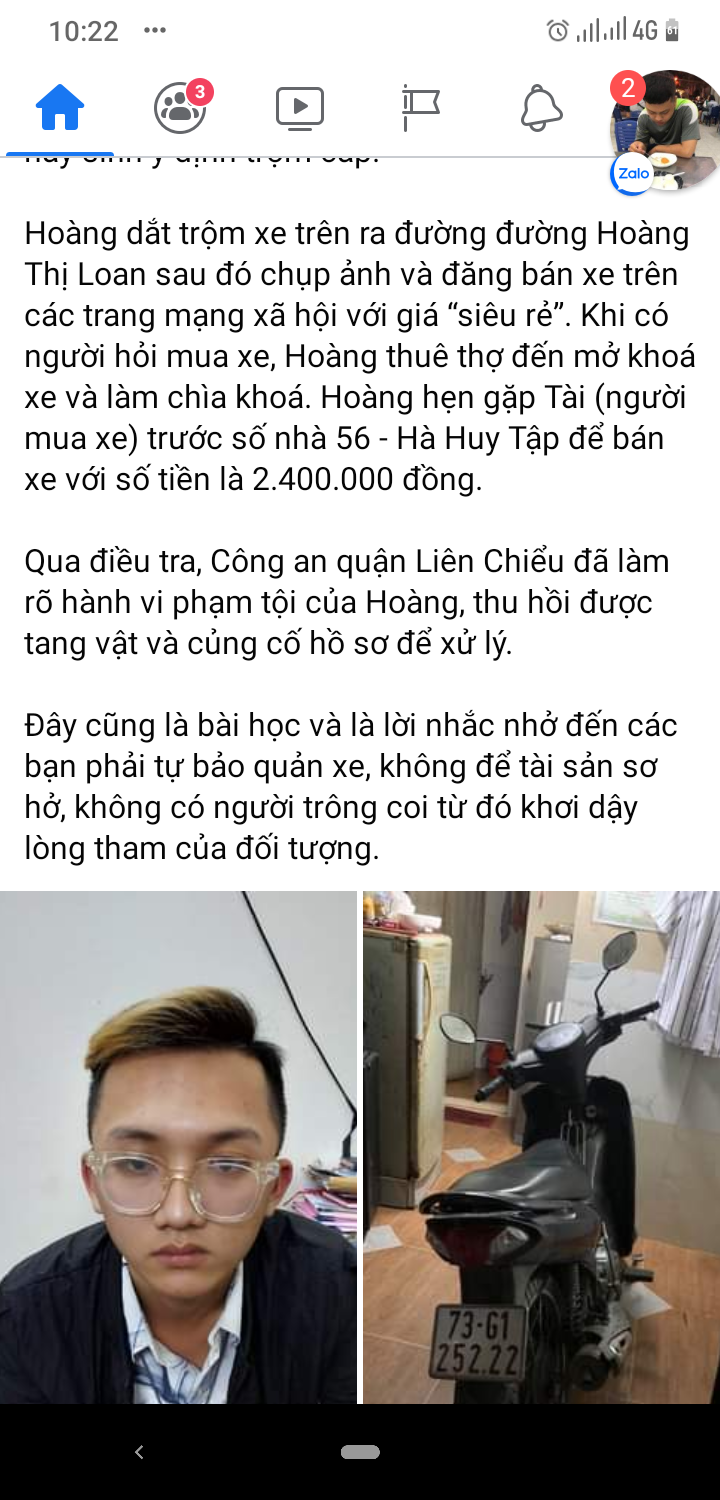 10:22
4G
61
3
2
Zalo
nảy sinh ý định trộm cắp.
Hoàng dắt trộm xe trên ra đường đường Hoàng
Thị Loan sau đó chụp ảnh và đăng bán xe trên
các trang mạng xã hội với giá “siêu rẻ”. Khi có
người hỏi mua xe, Hoàng thuê thợ đến mở khoá
xe và làm chìa khoá. Hoàng hẹn gặp Tài (người
mua xe) trước số nhà 56 - Hà Huy Tập để bán
xe với số tiền là 2.400.000 đồng.
Qua điều tra, Công an quận Liên Chiểu đã làm
rõ hành vi phạm tội của Hoàng, thu hồi được
tang vật và củng cố hồ sơ để xử lý.
Đây cũng là bài học và là lời nhắc nhở đến các
bạn phải tự bảo quản xe, không để tài sản sơ
hở, không có người trông coi từ đó khơi dậy
lòng tham của đối tượng.
73-G1
252.22